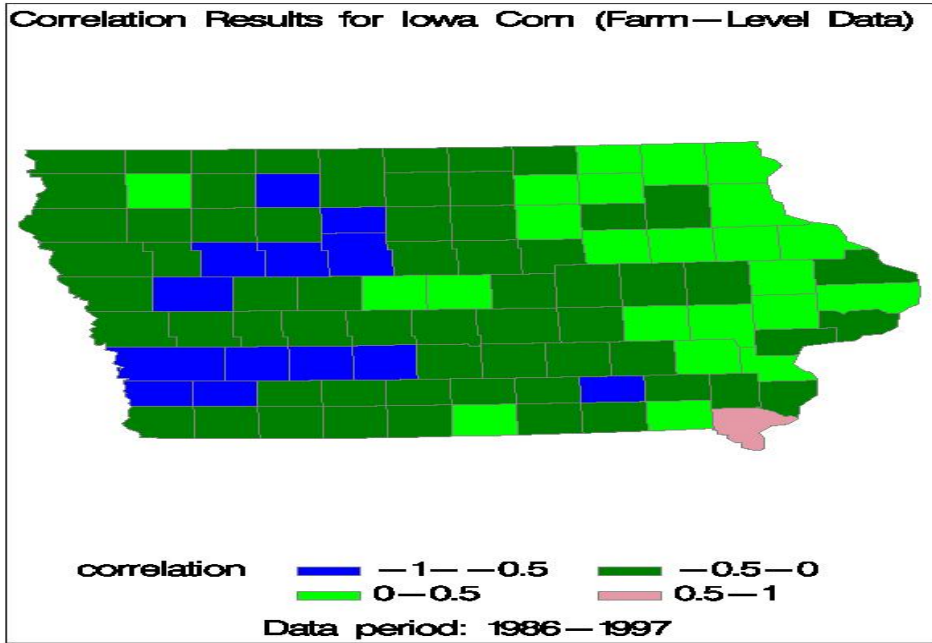 Correlation Results for Iowa Corn (Farm-Level Data)
correlation -1--0.5 -0.5-0
0-0.5 0.5-1
Data period: 1986-1997